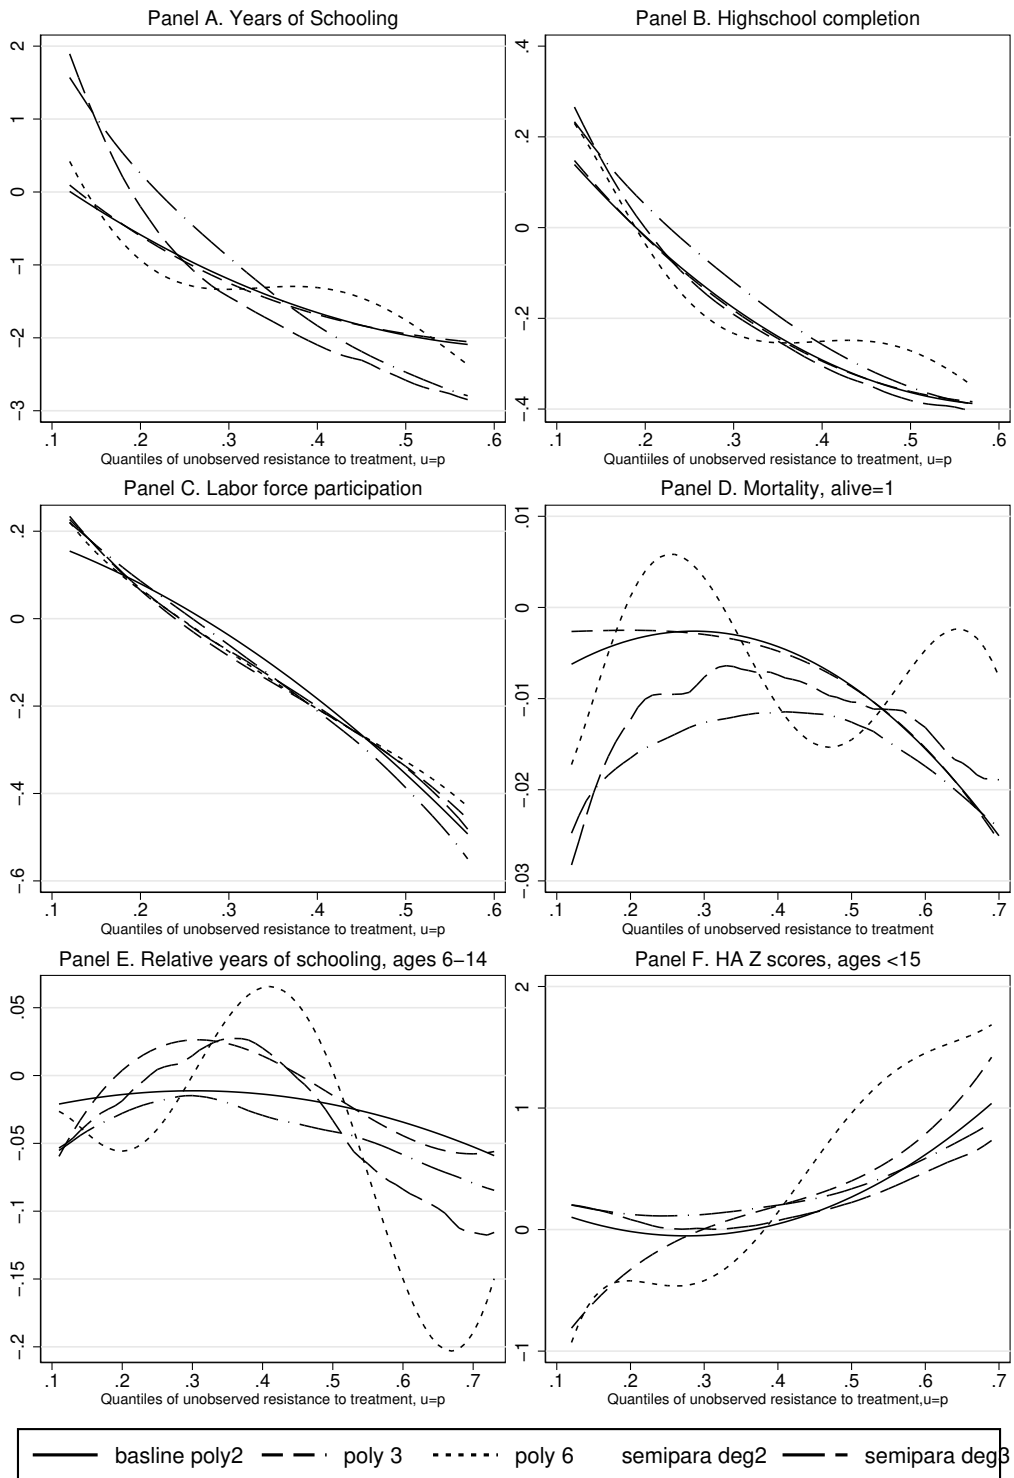 Panel A. Years of Schooling
2
1
0
-1
-2
-3
.1 .2 .3 .4 .5 .6
Quantiles of unobserved resistance to treatment, u=p
Panel B. Highschool completion
.4
.2
0
-.2
-.4
.1 .2 .3 .4 .5 .6
Quantiles of unobserved resistance to treatment, u=p
Panel C. Labor force participation
.2
0
-.2
-.4
-.6
.1 .2 .3 .4 .5 .6
Quantiles of unobserved resistance to treatment, u=p
Panel D. Mortality, alive=1
.01
0
-.01
-.02
-.03
.1 .2 .3 .4 .5 .6 .7
Quantiles of unobserved resistance to treatment
Panel E. Relative years of schooling, ages 6−14
.05
0
-.05
-.1
-.15
-.2
.1 .2 .3 .4 .5 .6 .7
Quantiles of unobserved resistance to treatment, u=p
Panel F. HA Z scores, ages <15
2
1
0
-1
.1 .2 .3 .4 .5 .6 .7
Quantiles of unobserved resistance to treatment,u=p
basline poly2 poly 3 poly 6 semipara deg2 semipara deg3